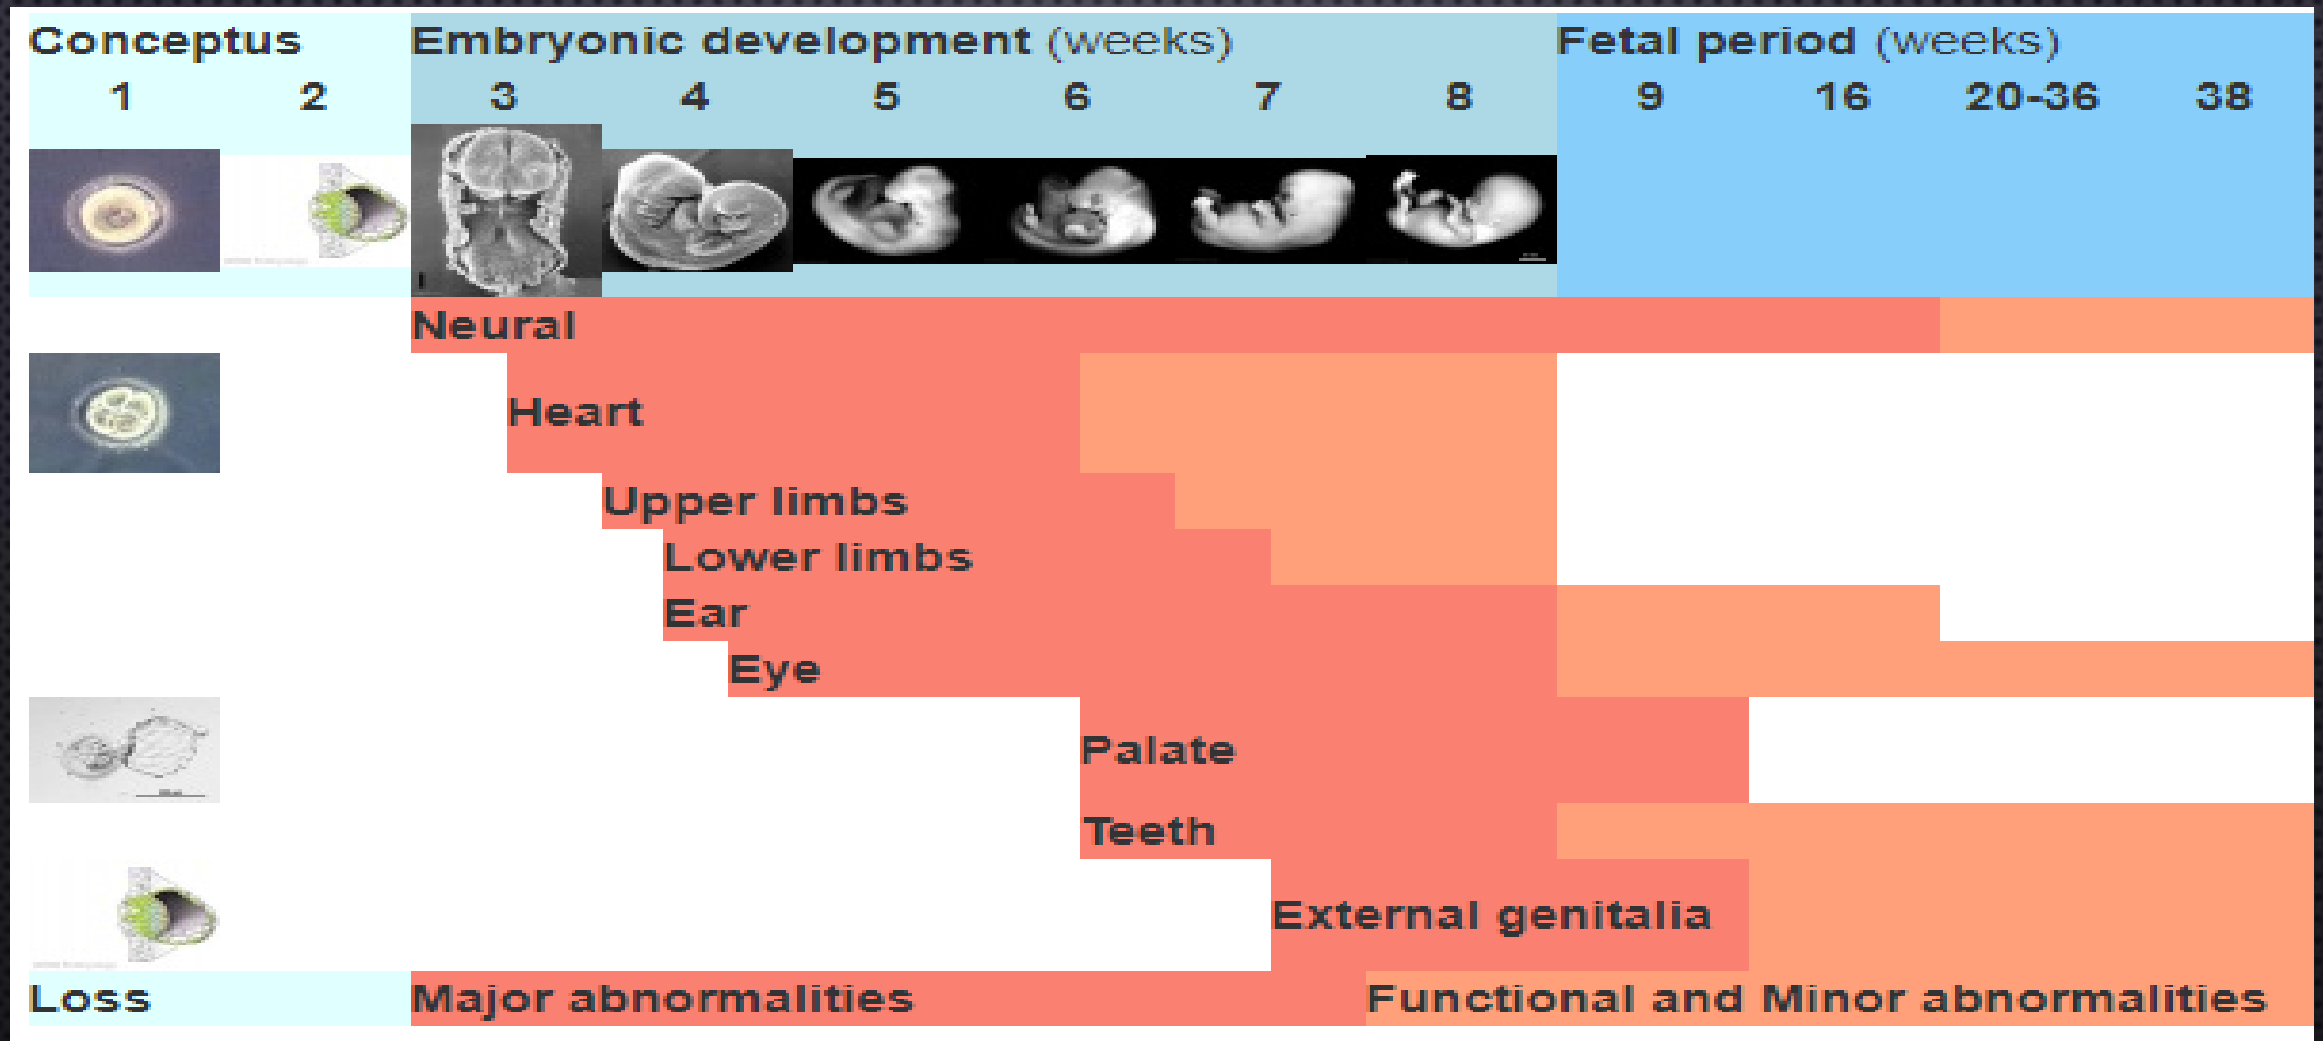 Conceptus Embryonic development (weeks) Fetal period (weeks)
1 2 3 4 5 6 7 8 9 16 20-36 38
Neural
Heart
Upper limbs
Lower limbs
Ear
Eye
Palate
Teeth
External genitalia
Loss Major abnormalities Functional and Minor abnormalities